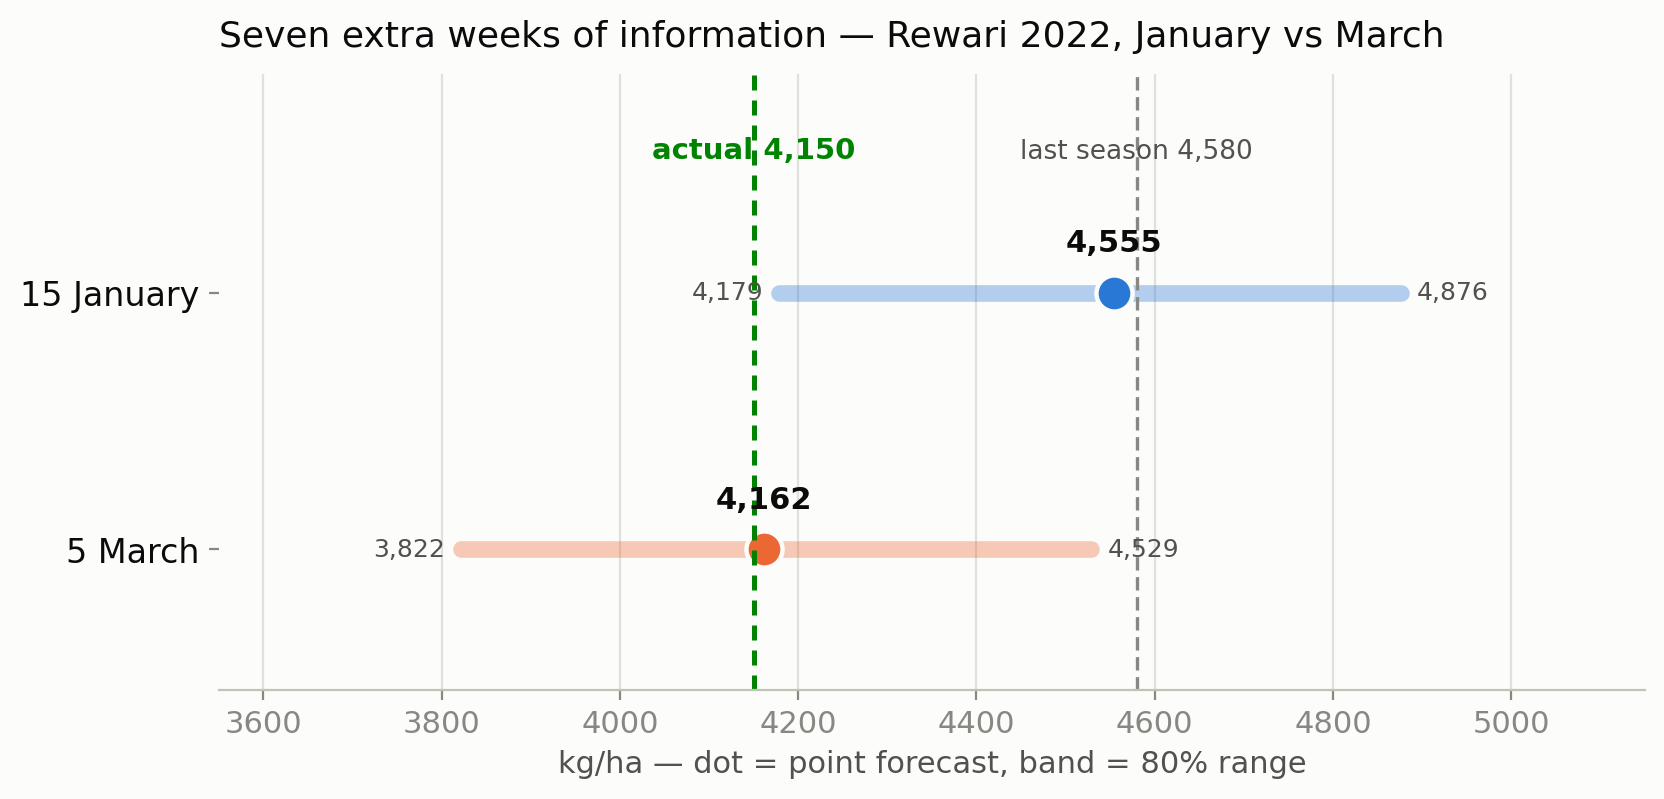 Seven extra weeks of information — Rewari 2022, January vs March
actual 4,150
last season 4,580
4,555
15 January
4,179
4,876
4,162
5 March
3,822
4,529
3600 3800 4000 4200 4400 4600 4800 5000
kg/ha — dot = point forecast, band = 80% range